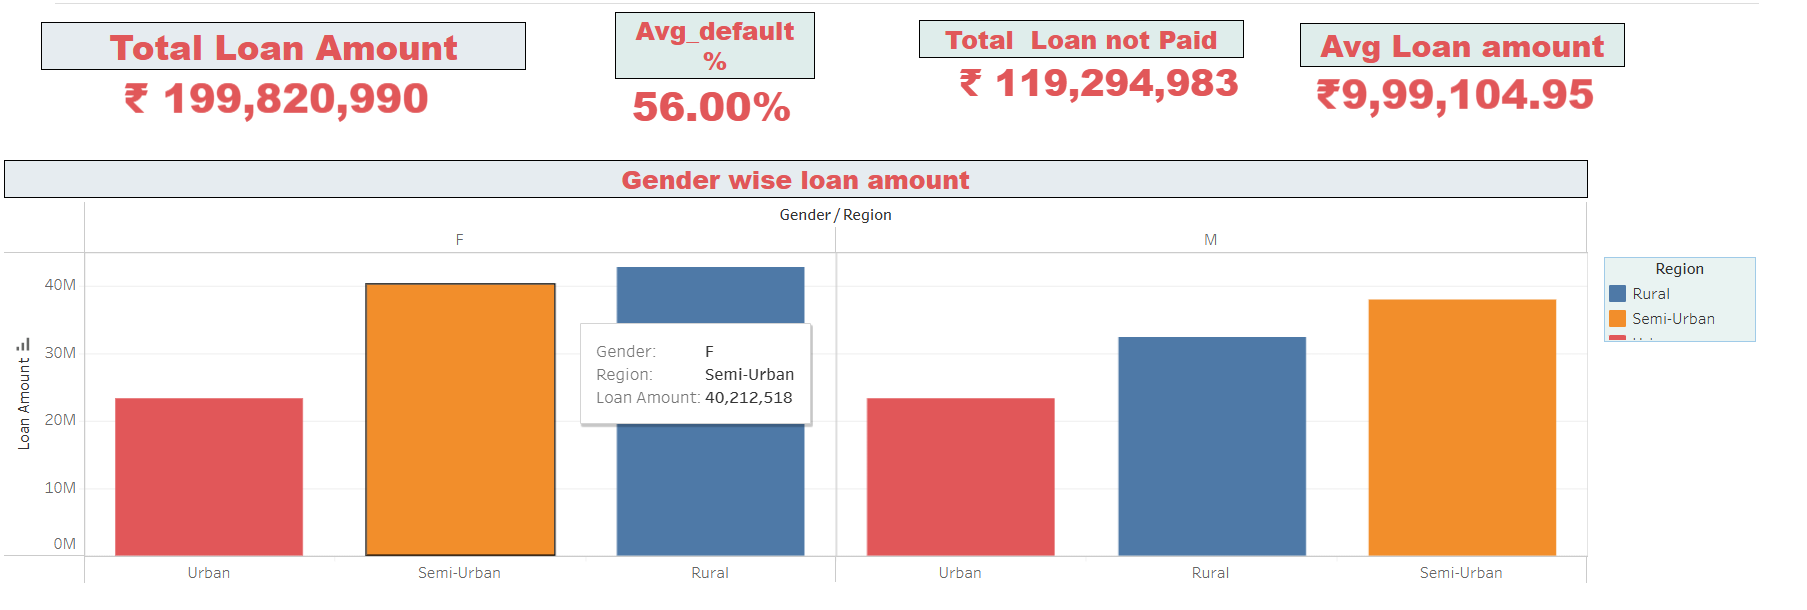 Total Loan Amount
₹ 199,820,990
Avg_default
%
56.00%
Total Loan not Paid
₹ 119,294,983
Avg Loan amount
₹9,99,104.95
Gender wise loan amount
Gender / Region
F
M
40M
30M
20M
10M
0M
Loan Amount
Gender: F
Region: Semi-Urban
Loan Amount: 40,212,518
Urban
Semi-Urban
Rural
Urban
Rural
Semi-Urban
Region
Rural
Semi-Urban